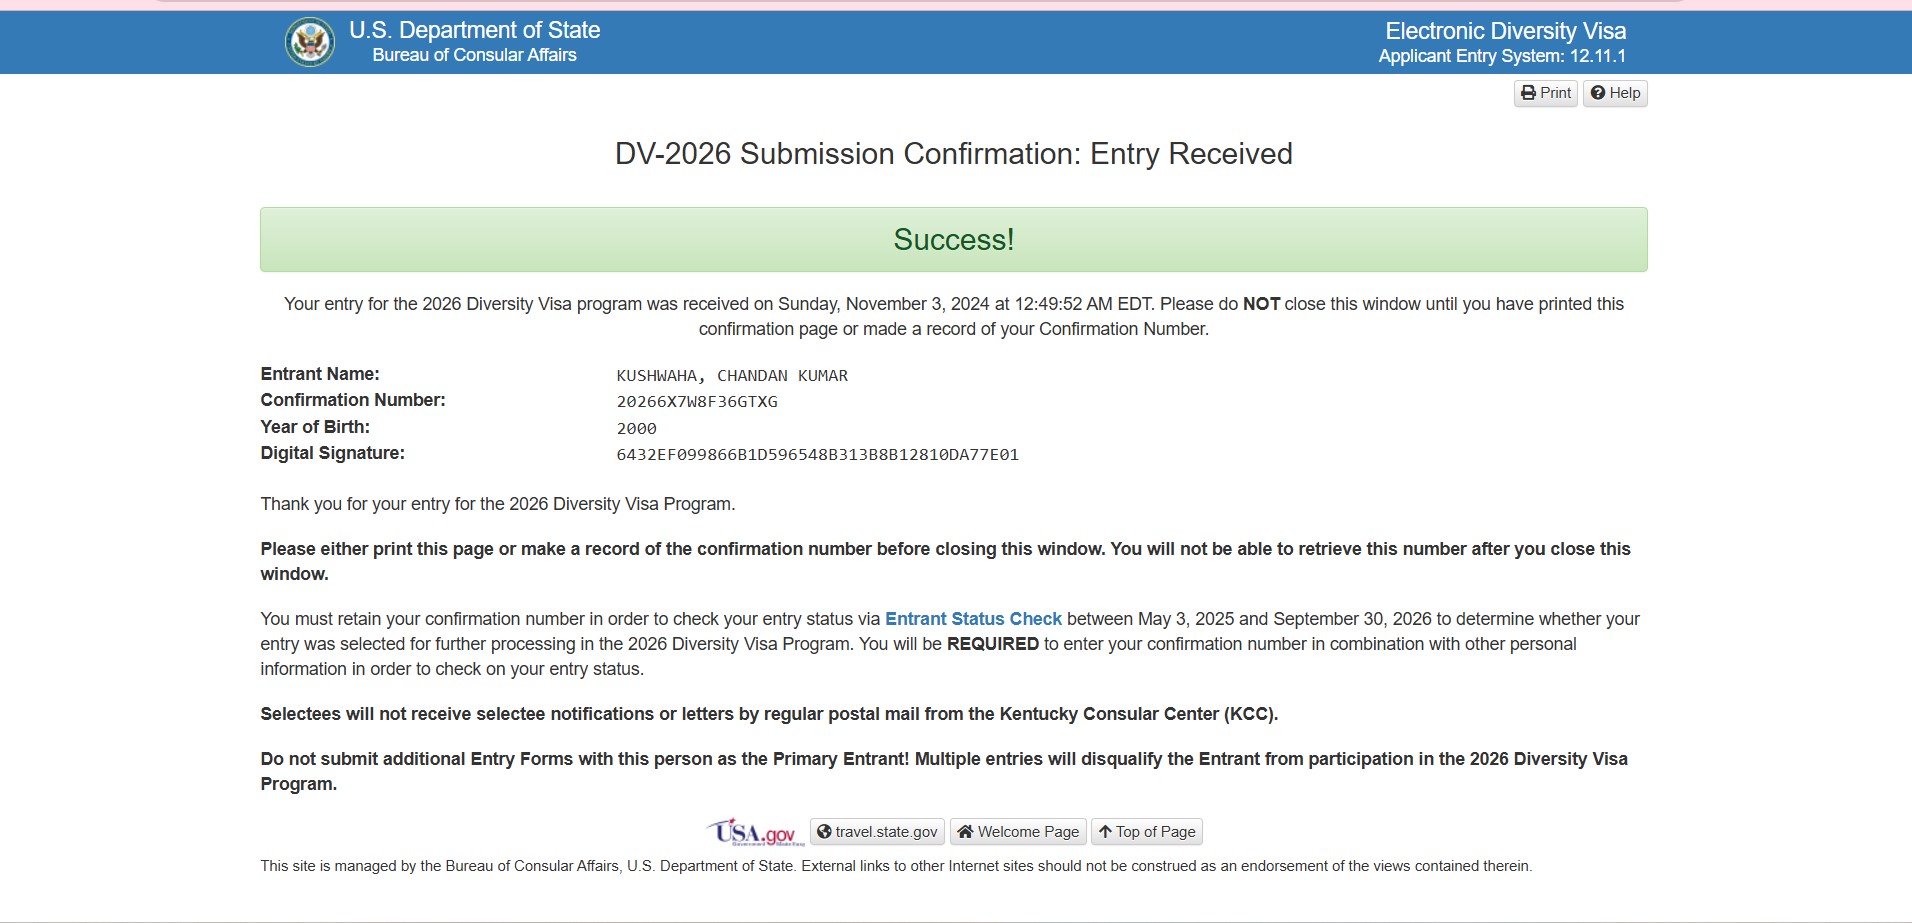 U.S. Department of State
Bureau of Consular Affairs
Electronic Diversity Visa
Applicant Entry System: 12.11.1
Print Help
DV-2026 Submission Confirmation: Entry Received
Success!
Your entry for the 2026 Diversity Visa program was received on Sunday, November 3, 2024 at 12:49:52 AM EDT. Please do NOT close this window until you have printed this
confirmation page or made a record of your Confirmation Number.
Entrant Name: KUSHWAHA, CHANDAN KUMAR
Confirmation Number: 20266X7W8F36GTXG
Year of Birth: 2000
Digital Signature: 6432EF099866B1D596548B313B8B12810DA77E01
Thank you for your entry for the 2026 Diversity Visa Program.
Please either print this page or make a record of the confirmation number before closing this window. You will not be able to retrieve this number after you close this
window.
You must retain your confirmation number in order to check your entry status via Entrant Status Check between May 3, 2025 and September 30, 2026 to determine whether your
entry was selected for further processing in the 2026 Diversity Visa Program. You will be REQUIRED to enter your confirmation number in combination with other personal
information in order to check on your entry status.
Selectees will not receive selectee notifications or letters by regular postal mail from the Kentucky Consular Center (KCC).
Do not submit additional Entry Forms with this person as the Primary Entrant! Multiple entries will disqualify the Entrant from participation in the 2026 Diversity Visa
Program.
USA.gov travel.state.gov Welcome Page Top of Page
This site is managed by the Bureau of Consular Affairs, U.S. Department of State. External links to other Internet sites should not be construed as an endorsement of the views contained therein.